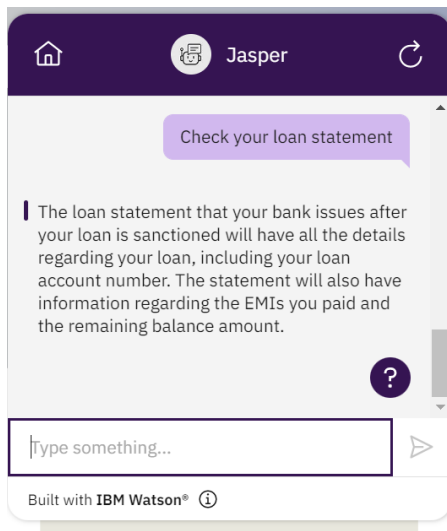 Jasper
Check your loan statement
The loan statement that your bank issues after
your loan is sanctioned will have all the details
regarding your loan, including your loan
account number. The statement will also have
information regarding the EMIs you paid and
the remaining balance amount.
?
Type something...
Built with IBM Watson® ⓘ